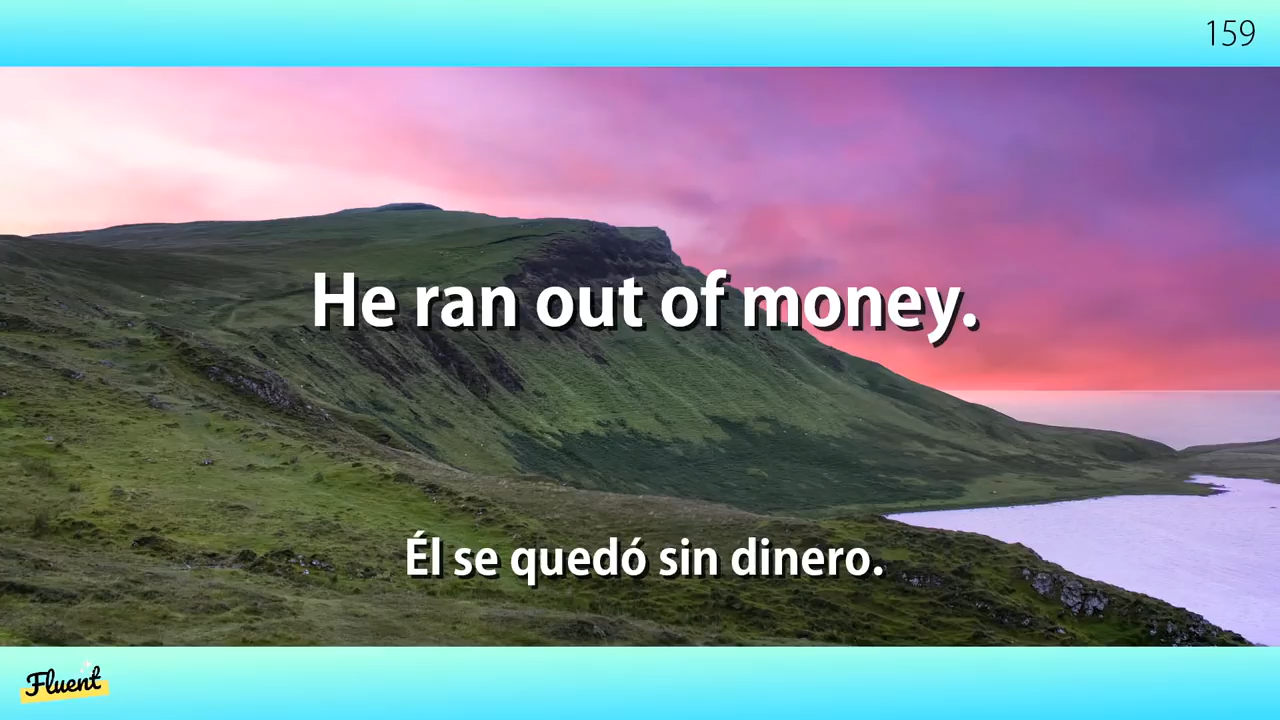 159
He ran out of money.
Él se quedó sin dinero.
Fluent